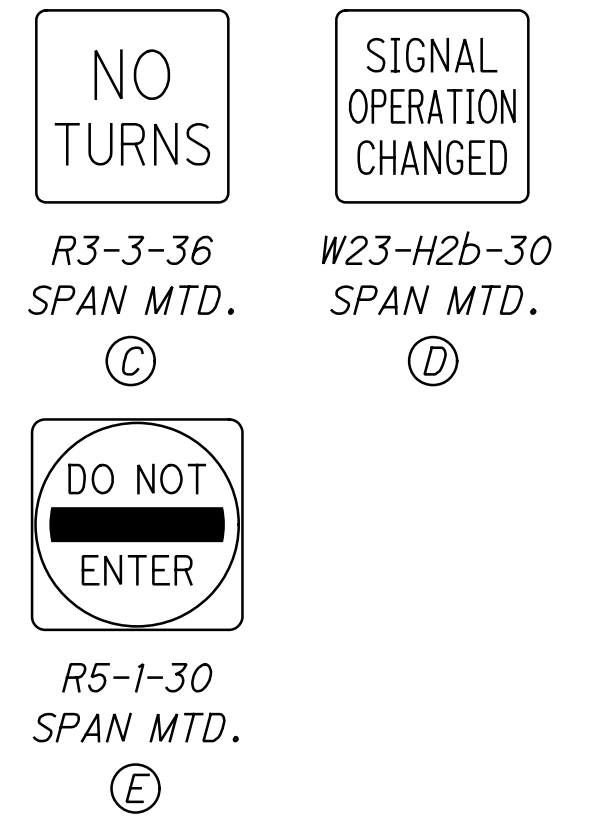 NO
TURNS
R3-3-36
SPAN MTD.
C
SIGNAL
OPERATION
CHANGED
W23-H2b-30
SPAN MTD.
D
DO NOT
ENTER
R5-1-30
SPAN MTD.
E